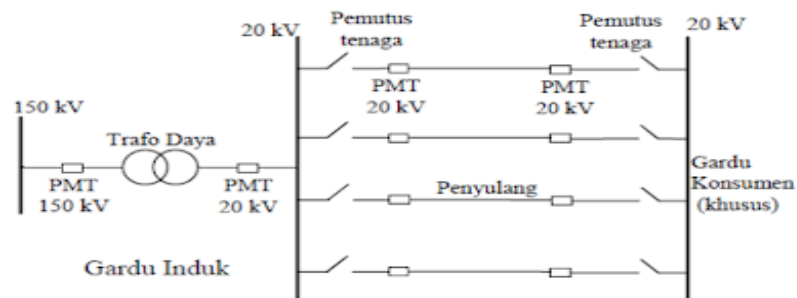 Pemutus
tenaga
20 kV
Pemutus
tenaga
20 kV
PMT
20 kV
PMT
20 kV
150 kV
Trafo Daya
PMT
150 kV
PMT
20 kV
Penyulang
Gardu
Konsumen
(khusus)
Gardu Induk